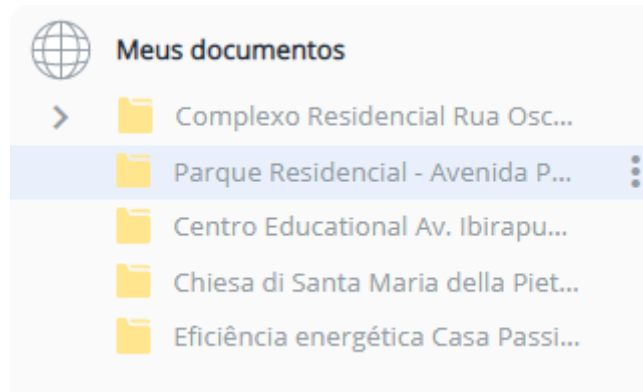 Meus documentos
Complexo Residencial Rua Osc...
Parque Residencial - Avenida P...
Centro Educational Av. Ibirapu...
Chiesa di Santa Maria della Piet...
Eficiência energética Casa Passi...